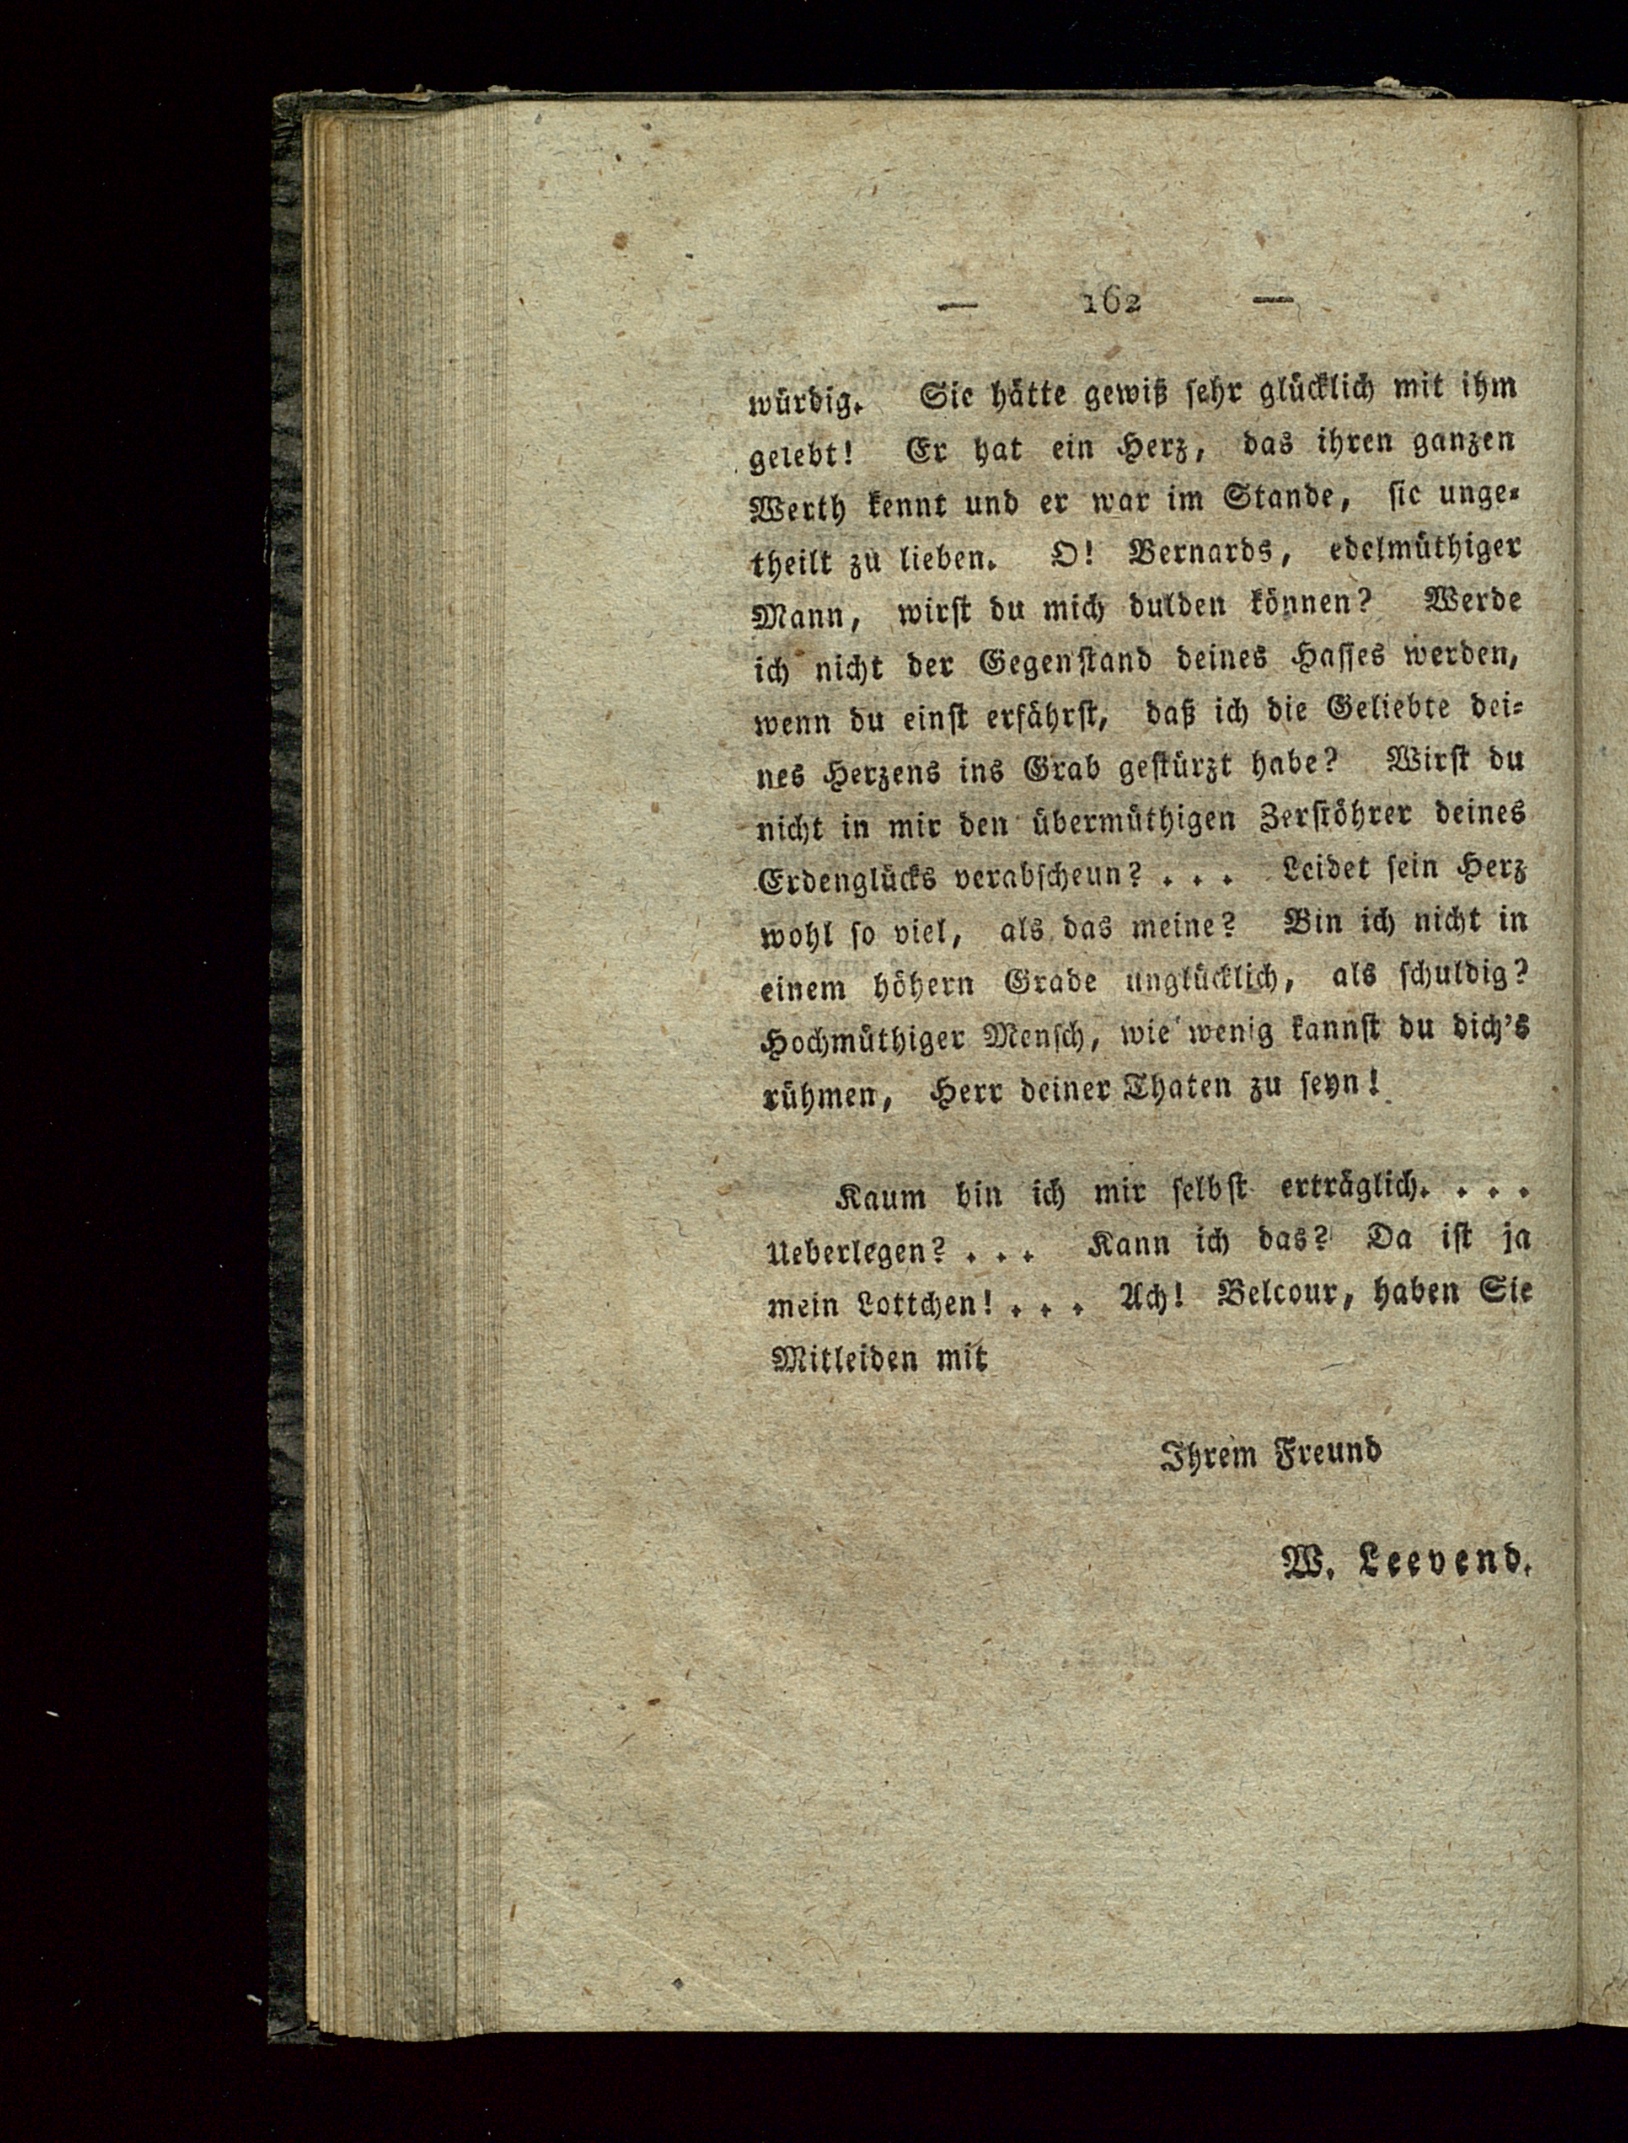 — 162 —
würdig. Sie hätte gewiß sehr glücklich mit ihm
gelebt! Er hat ein Herz, das ihren ganzen
Werth kennt und er war im Stande, sie unge-
theilt zu lieben. O! Bernards, edelmüthiger
Mann, wirst du mich dulden können? Werde
ich nicht der Gegenstand deines Hasses werden,
wenn du einst erfährst, daß ich die Geliebte dei-
nes Herzens ins Grab gestürzt habe? Wirst du
nicht in mir den übermüthigen Zerstöhrer deines
Erdenglücks verabscheun? . . . Leidet sein Herz
wohl so viel, als das meine? Bin ich nicht in
einem höhern Grade unglücklich, als schuldig?
Hochmüthiger Mensch, wie wenig kannst du dich's
rühmen, Herr deiner Thaten zu seyn!
Kaum bin ich mir selbst erträglich. . . .
Ueberlegen? . . . Kann ich das? Da ist ja
mein Lottchen! . . . Ach! Belcour, haben Sie
Mitleiden mit
Ihrem Freund
W. Leevend.